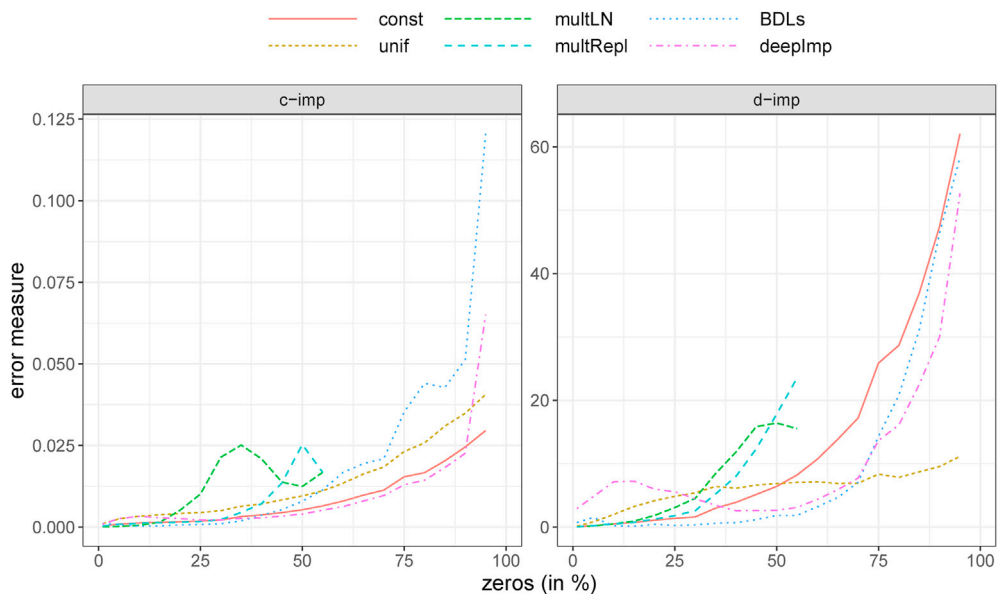 const multLN BDLs
unif multRepl deepImp
c−imp d−imp
0.125
0.100
0.075
0.050
0.025
0.000
60
40
20
0
error measure
0 25 50 75 100 0 25 50 75 100
zeros (in %)